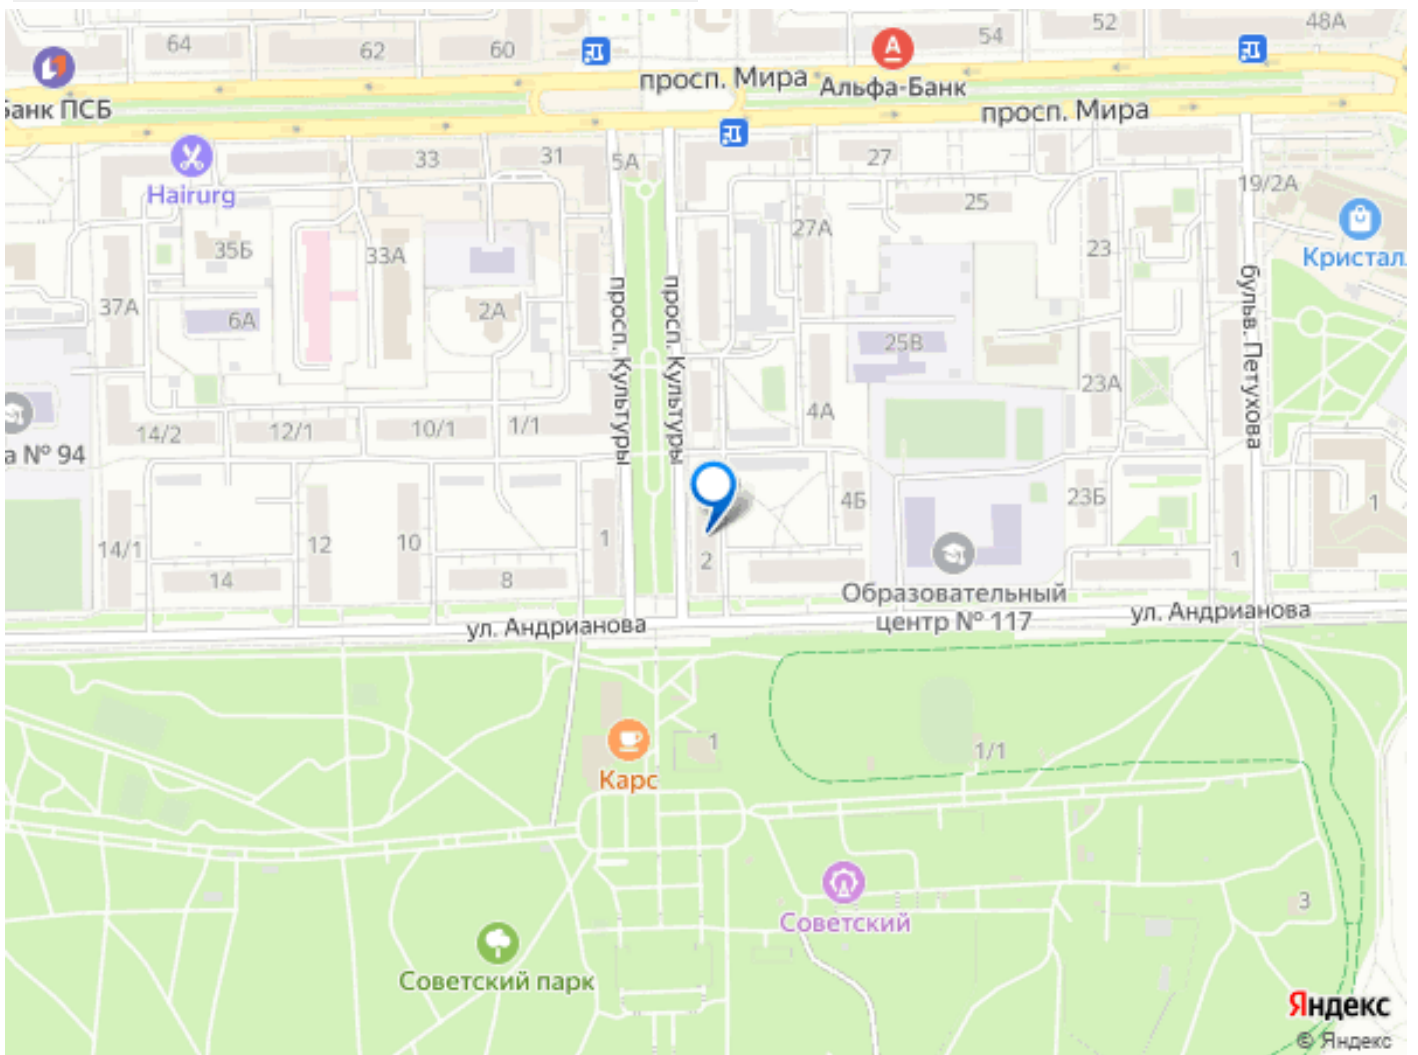 64
62
60
54
52
48А
просп. Мира
Альфа-Банк
Банк ПСБ
просп. Мира
33
31
5А
27
Hairurg
25
19/2А
35Б
33А
27А
23
Кристал
37А
6А
2А
просп. Культуры
просп. Культуры
25В
бульв. Петухова
23А
4А
14/2
12/1
10/1
1/1
а № 94
4Б
23Б
1
14/1
12
10
1
2
1
14
8
Образовательный
центр № 117
ул. Андрианова
ул. Андрианова
1
1/1
Карс
3
Советский
Советский парк
Яндекс
© Яндекс